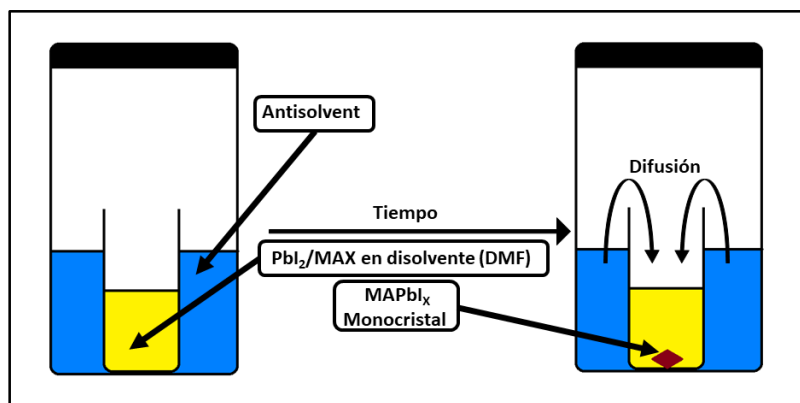 Antisolvent
Difusión
Tiempo
PbI₂/MAX en disolvente (DMF)
MAPbIₓ
Monocristal